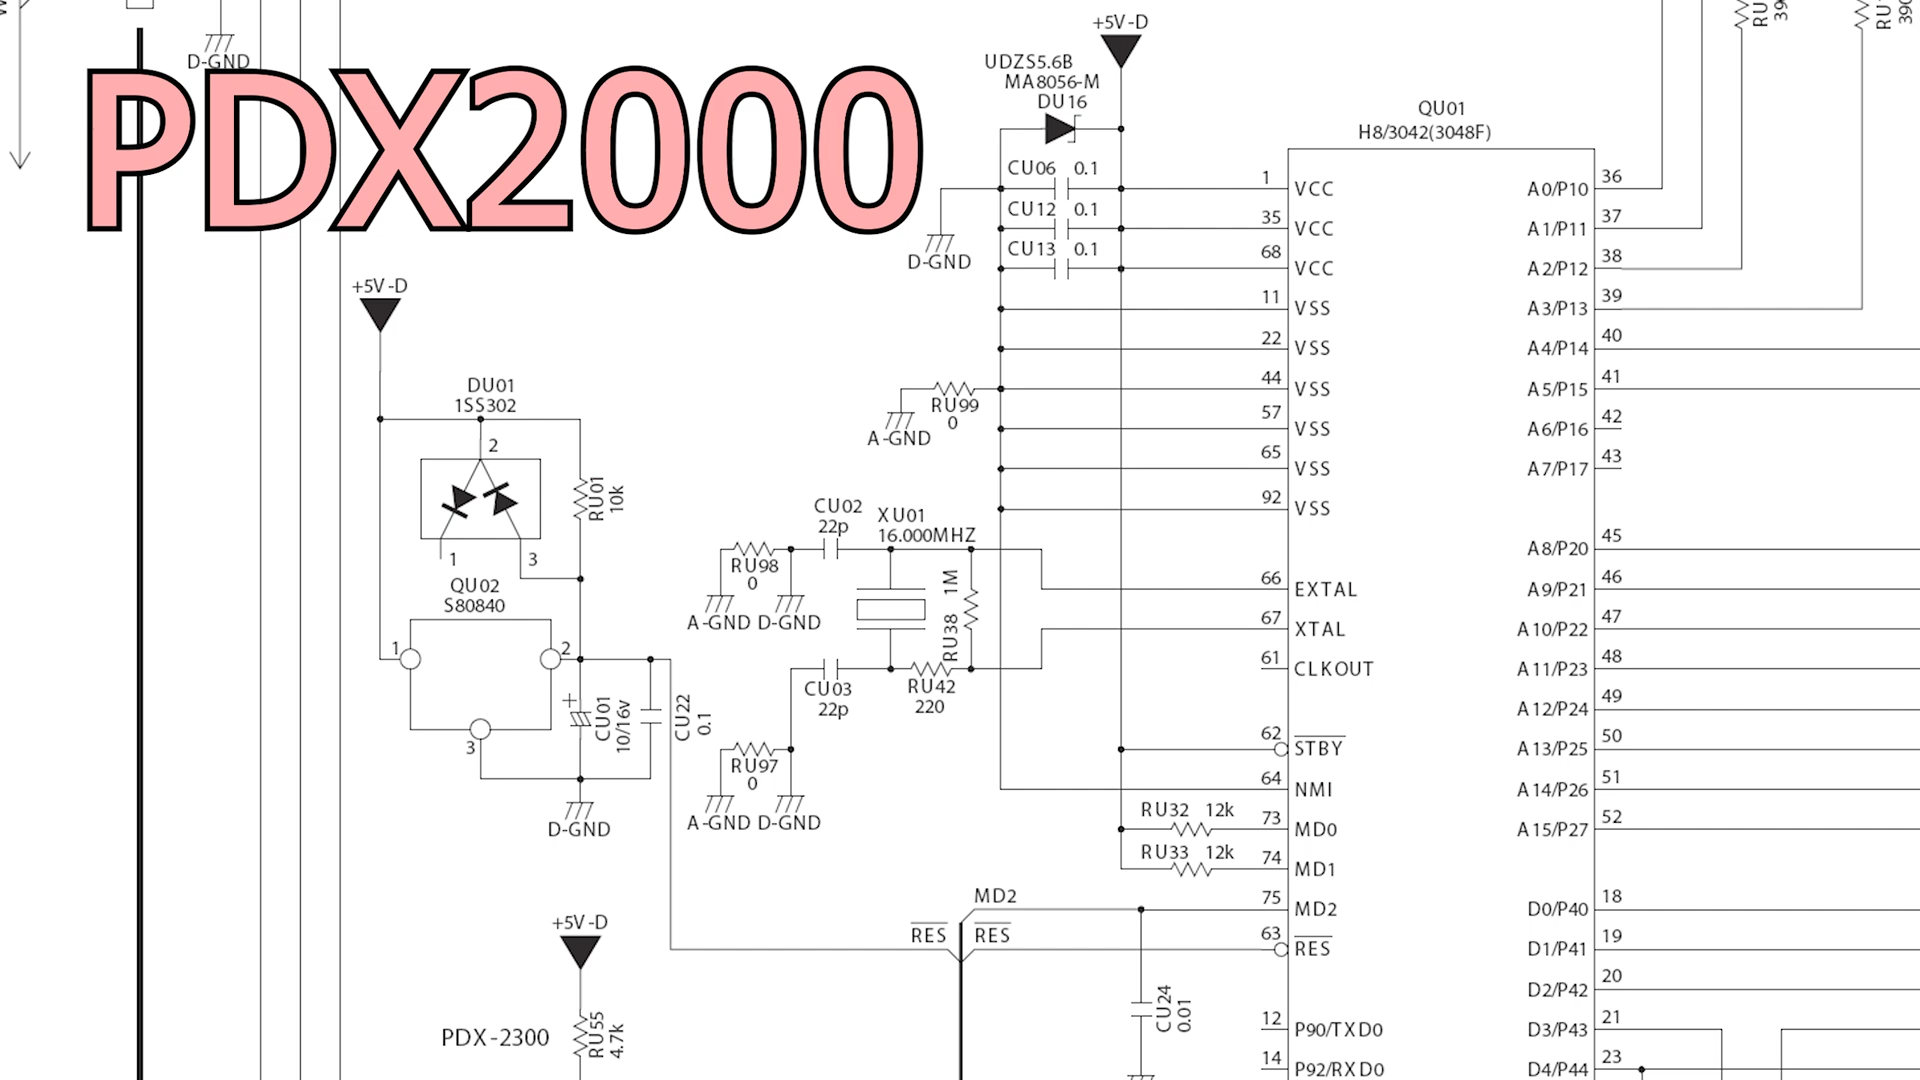 W
D-GND
PDX2000
+5V-D
UDZS5.6B
MA8056-M
DU16
QU01
H8/3042(3048F)
CU06 0.1
CU12 0.1
CU13 0.1
D-GND
1 VCC
35 VCC
68 VCC
11 VSS
22 VSS
44 VSS
57 VSS
65 VSS
92 VSS
66 EXTAL
67 XTAL
61 CLKOUT
62 STBY
64 NMI
73 MD0
74 MD1
75 MD2
63 RES
12 P90/TXD0
14 P92/RXD0
A0/P10 36
A1/P11 37
A2/P12 38
A3/P13 39
A4/P14 40
A5/P15 41
A6/P16 42
A7/P17 43
A8/P20 45
A9/P21 46
A10/P22 47
A11/P23 48
A12/P24 49
A13/P25 50
A14/P26 51
A15/P27 52
D0/P40 18
D1/P41 19
D2/P42 20
D3/P43 21
D4/P44 23
RU
39
RU
390
+5V-D
DU01
1SS302
2
1
3
RU01
10k
QU02
S80840
1
2
3
CU01
10/16v
CU22
0.1
D-GND
RU99
0
A-GND
CU02
22p
XU01
16.000MHZ
RU98
0
A-GND D-GND
RU38 1M
CU03
22p
RU42
220
RU97
0
A-GND D-GND
RU32 12k
RU33 12k
MD2
RES RES
CU24
0.01
+5V-D
PDX-2300
RU55
4.7k